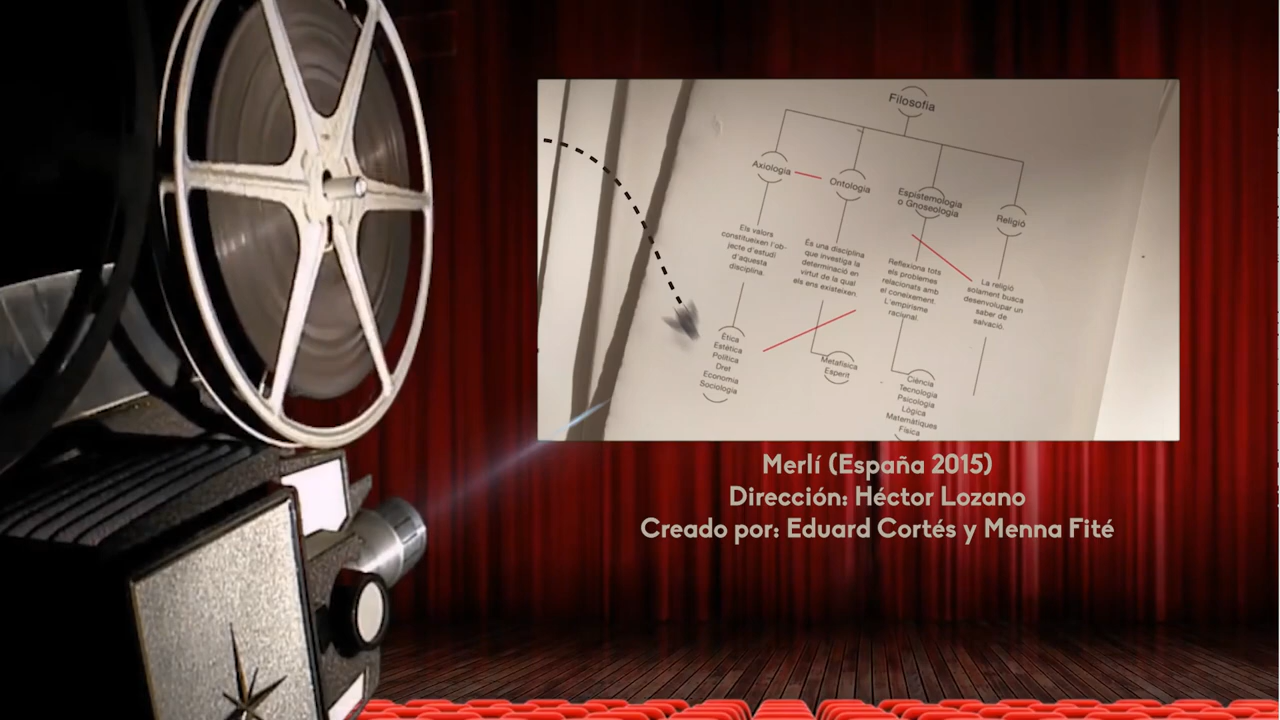 Filosofia
Axiologia
Ontologia
Espistemologia
o Gnoseologia
Religió
Els valors
constitueixen l'ob-
jecte d'estudi
d'aquesta
disciplina.
És una disciplina
que investiga la
determinació en
virtut de la qual
els ens existeixen.
Reflexiona tots
els problemes
relacionats amb
el coneixement.
L'empirisme
racional.
La religió
solament busca
desenvolupar un
saber de
salvació.
Ètica
Estètica
Política
Dret
Economia
Sociologia
Metafísica
Esperit
Ciència
Tecnologia
Psicologia
Lògica
Matemàtiques
Física
Merlí (España 2015)
Dirección: Héctor Lozano
Creado por: Eduard Cortés y Menna Fité